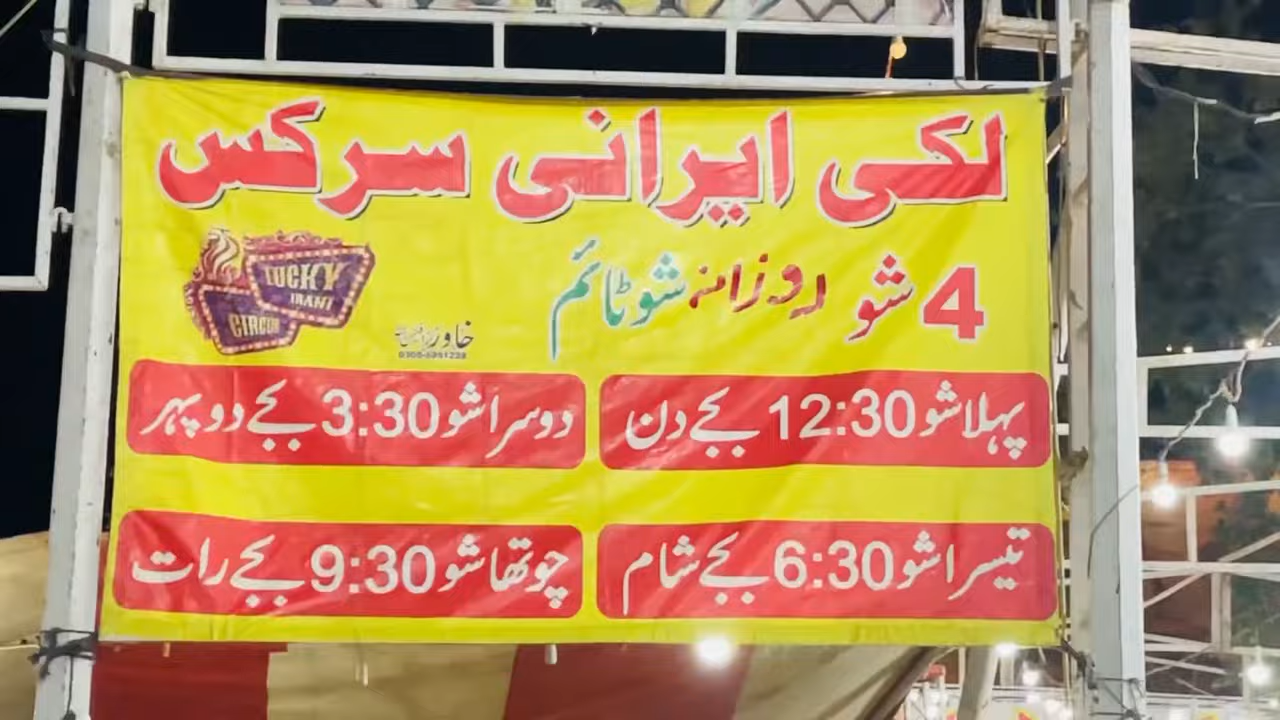 لکی ایرانی سرکس
4 شو روزانہ شو ٹائم
LUCKY
IRANI
CIRCUS
خاور
پہلا شو 12:30 بجے دن
دوسرا شو 3:30 بجے دوپہر
تیسرا شو 6:30 بجے شام
چوتھا شو 9:30 بجے رات